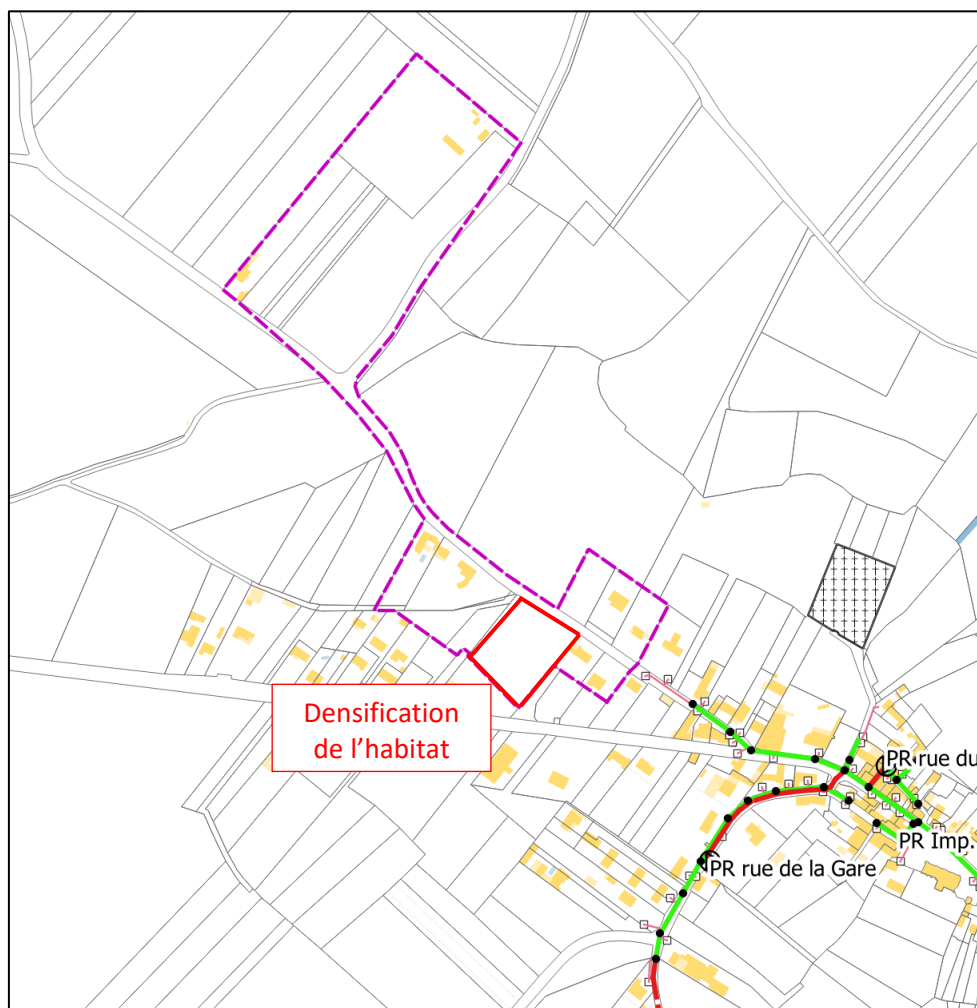 Densification
de l'habitat
PR rue du
PR Imp.
PR rue de la Gare